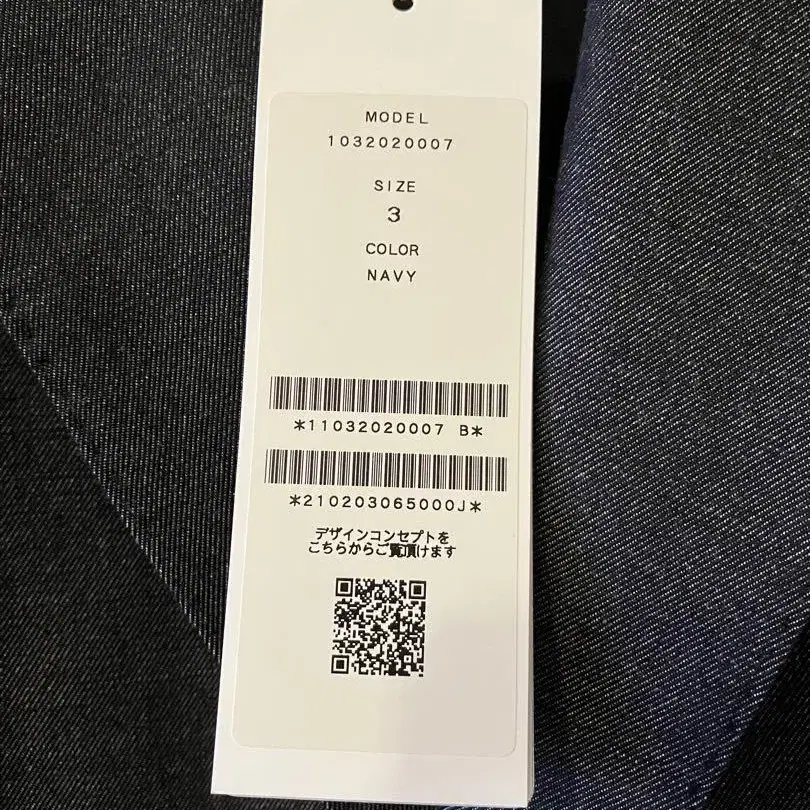 MODEL
1032020007
SIZE
3
COLOR
NAVY
*11032020007 B*
*210203065000J*
デザインコンセプトを
こちらからご覧頂けます